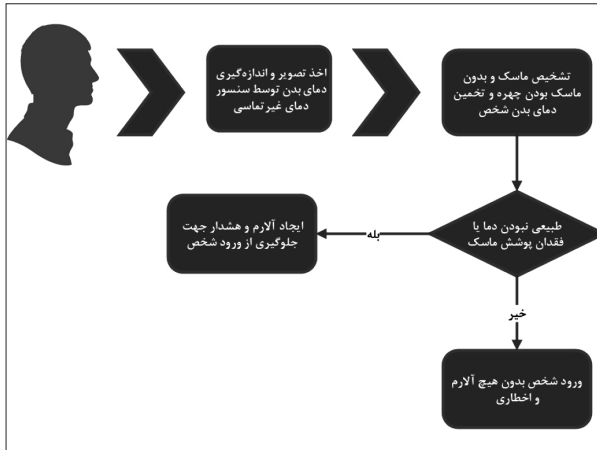 اخذ تصویر و اندازه‌گیری
دمای بدن توسط سنسور
دمای غیرتماسی
تشخیص ماسک و بدون
ماسک بودن چهره و تخمین
دمای بدن شخص
طبیعی نبودن دما یا
فقدان پوشش ماسک
بله
ایجاد آلارم و هشدار جهت
جلوگیری از ورود شخص
خیر
ورود شخص بدون هیچ آلارم
و اخطاری